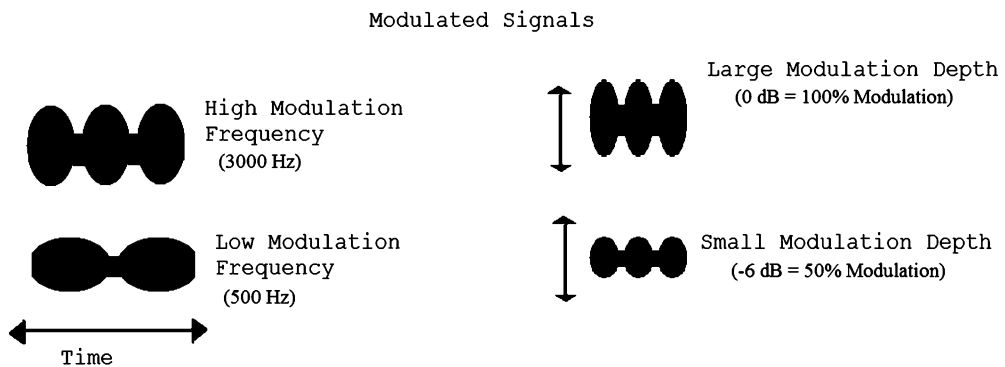 Modulated Signals
High Modulation
Frequency
(3000 Hz)
Low Modulation
Frequency
(500 Hz)
Time
Large Modulation Depth
(0 dB = 100% Modulation)
Small Modulation Depth
(-6 dB = 50% Modulation)